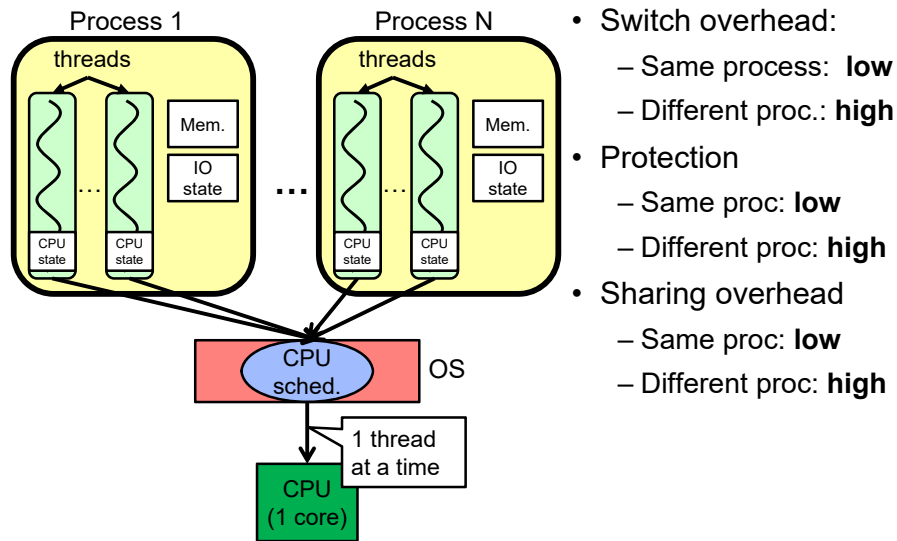 Process 1
threads
Mem.
IO
state
…
CPU
state
CPU
state
...
Process N
threads
Mem.
IO
state
…
CPU
state
CPU
state
CPU
sched.
OS
1 thread
at a time
CPU
(1 core)
• Switch overhead:
– Same process: low
– Different proc.: high
• Protection
– Same proc: low
– Different proc: high
• Sharing overhead
– Same proc: low
– Different proc: high